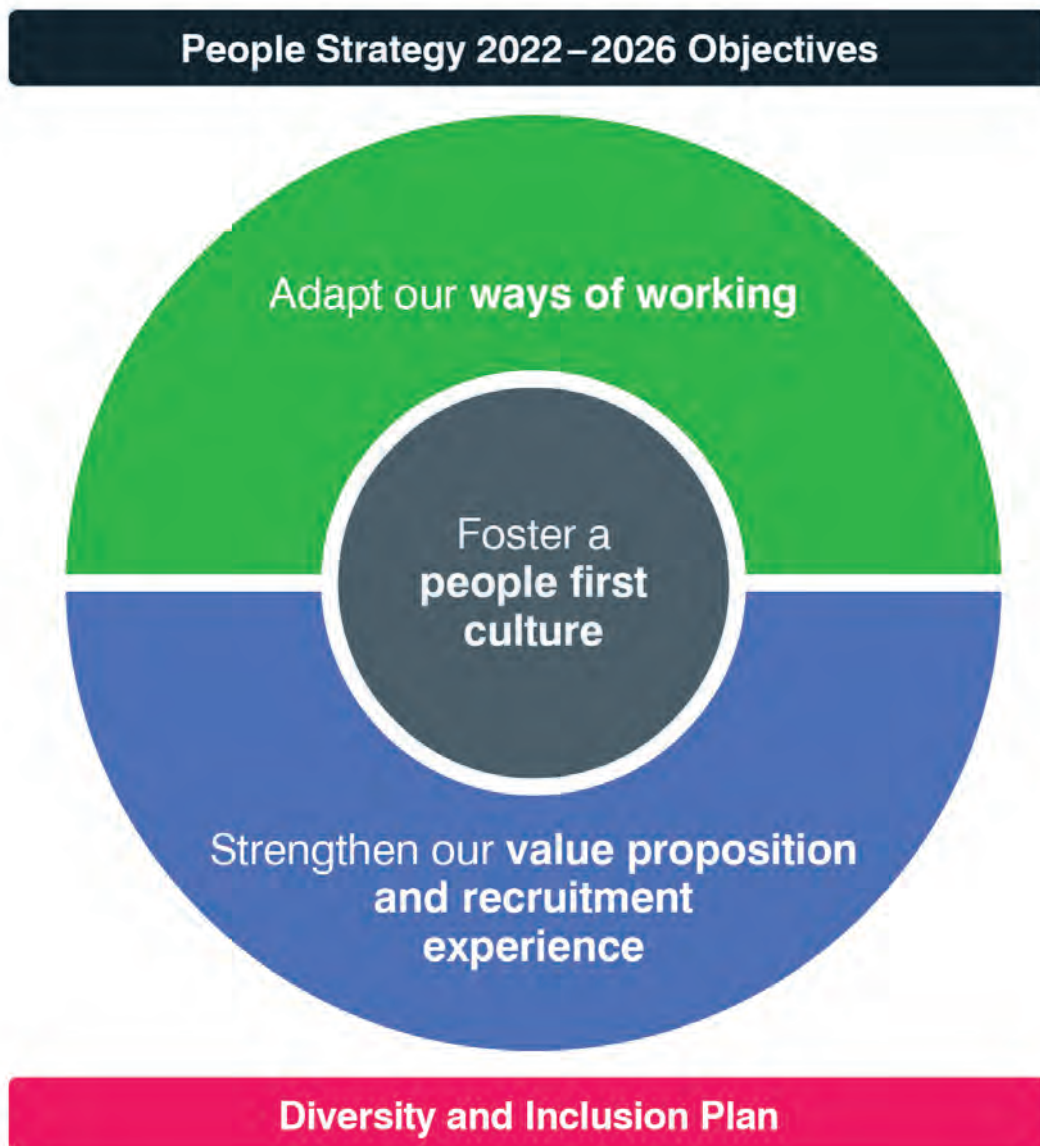 People Strategy 2022–2026 Objectives
Adapt our ways of working
Foster a
people first
culture
Strengthen our value proposition
and recruitment
experience
Diversity and Inclusion Plan